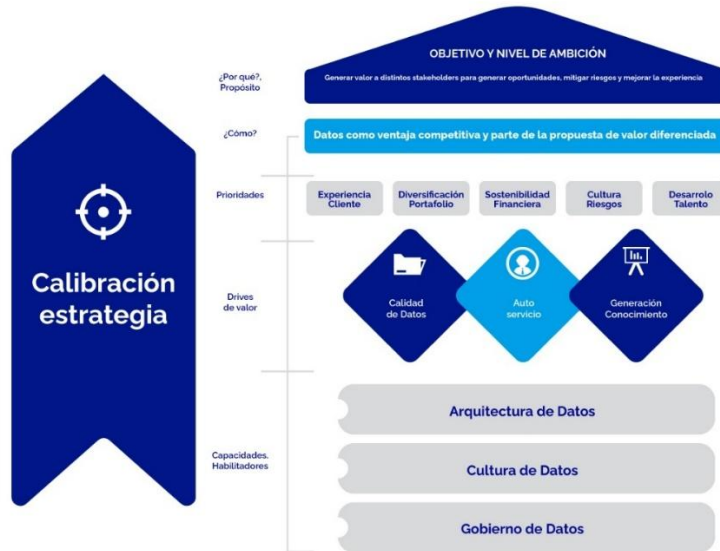 OBJETIVO Y NIVEL DE AMBICIÓN
¿Por qué?,
Propósito
Generar valor a distintos stakeholders para generar oportunidades, mitigar riesgos y mejorar la experiencia
¿Cómo?
Datos como ventaja competitiva y parte de la propuesta de valor diferenciada
Prioridades
Experiencia
Cliente
Diversificación
Portafolio
Sostenibilidad
Financiera
Cultura
Riesgos
Desarrolo
Talento
Calibración
estrategia
Drives
de valor
Calidad
de Datos
Auto
servicio
Generación
Conocimiento
Capacidades.
Habilitadores
Arquitectura de Datos
Cultura de Datos
Gobierno de Datos